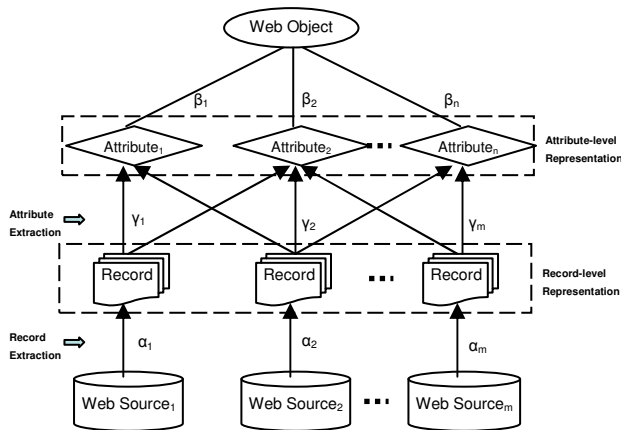 Web Object
β1 β2 βn
Attribute1 Attribute2 Attributen
Attribute-level
Representation
Attribute
Extraction
γ1 γ2 γm
Record Record Record
Record-level
Representation
Record
Extraction
α1 α2 αm
Web Source1 Web Source2 Web Sourcem